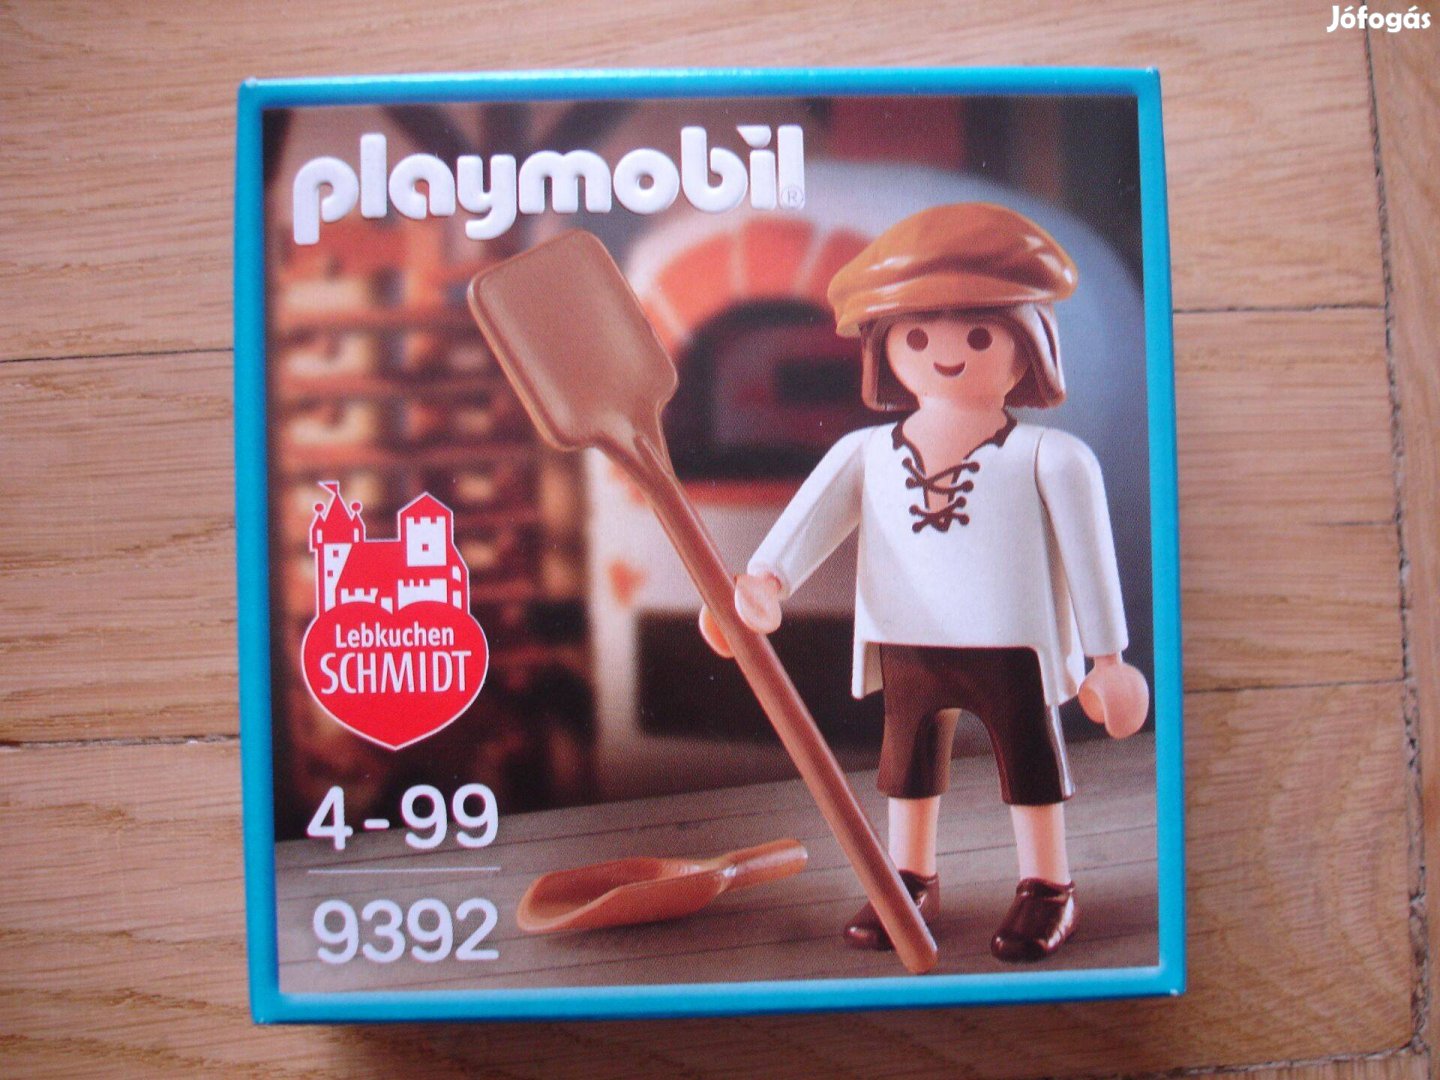 Jófogás
playmobil®
Lebkuchen
SCHMIDT
4-99
9392